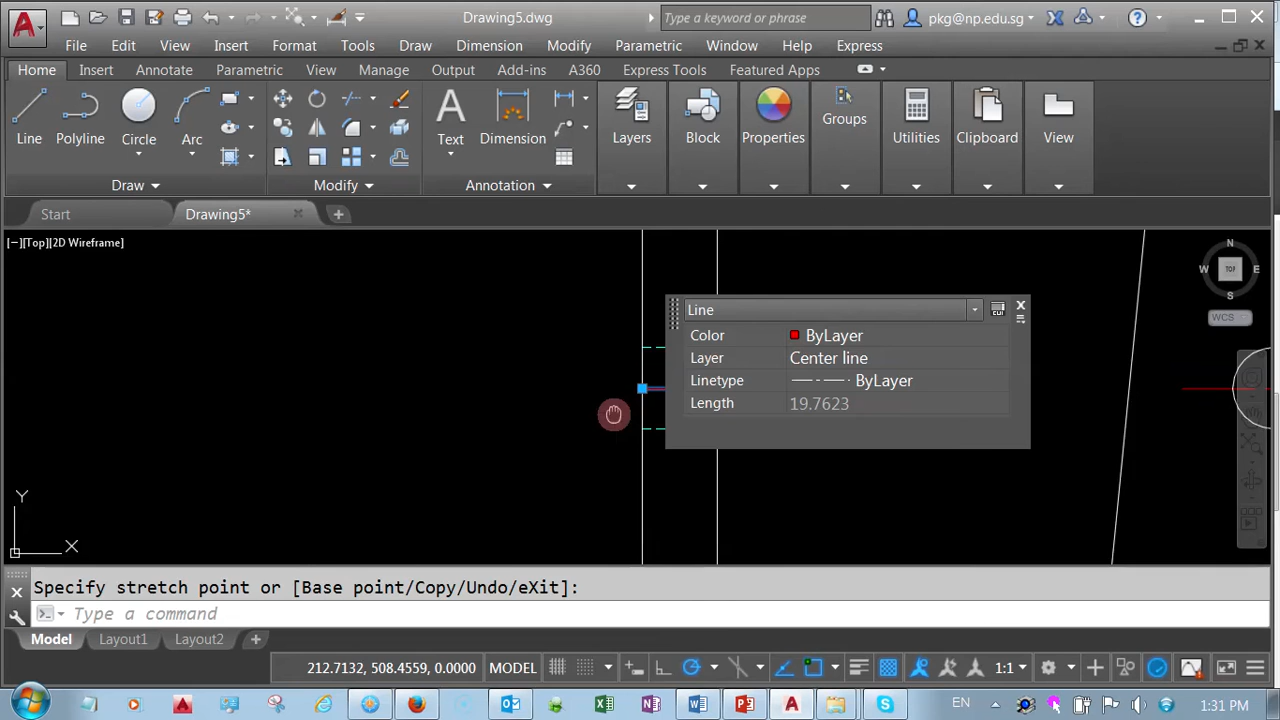 Drawing5.dwg
Type a keyword or phrase
pkg@np.edu.sg
File Edit View Insert Format Tools Draw Dimension Modify Parametric Window Help Express
Home Insert Annotate Parametric View Manage Output Add-ins A360 Express Tools Featured Apps
Line Polyline Circle Arc Text Dimension Layers Block Properties Groups Utilities Clipboard View
Draw Modify Annotation
Start Drawing5*
[−][Top][2D Wireframe]
N
W TOP E
S
WCS
Line
Color ByLayer
Layer Center line
Linetype ByLayer
Length 19.7623
Y
X
Specify stretch point or [Base point/Copy/Undo/eXit]:
Type a command
Model Layout1 Layout2
212.7132, 508.4559, 0.0000 MODEL 1:1
EN 1:31 PM